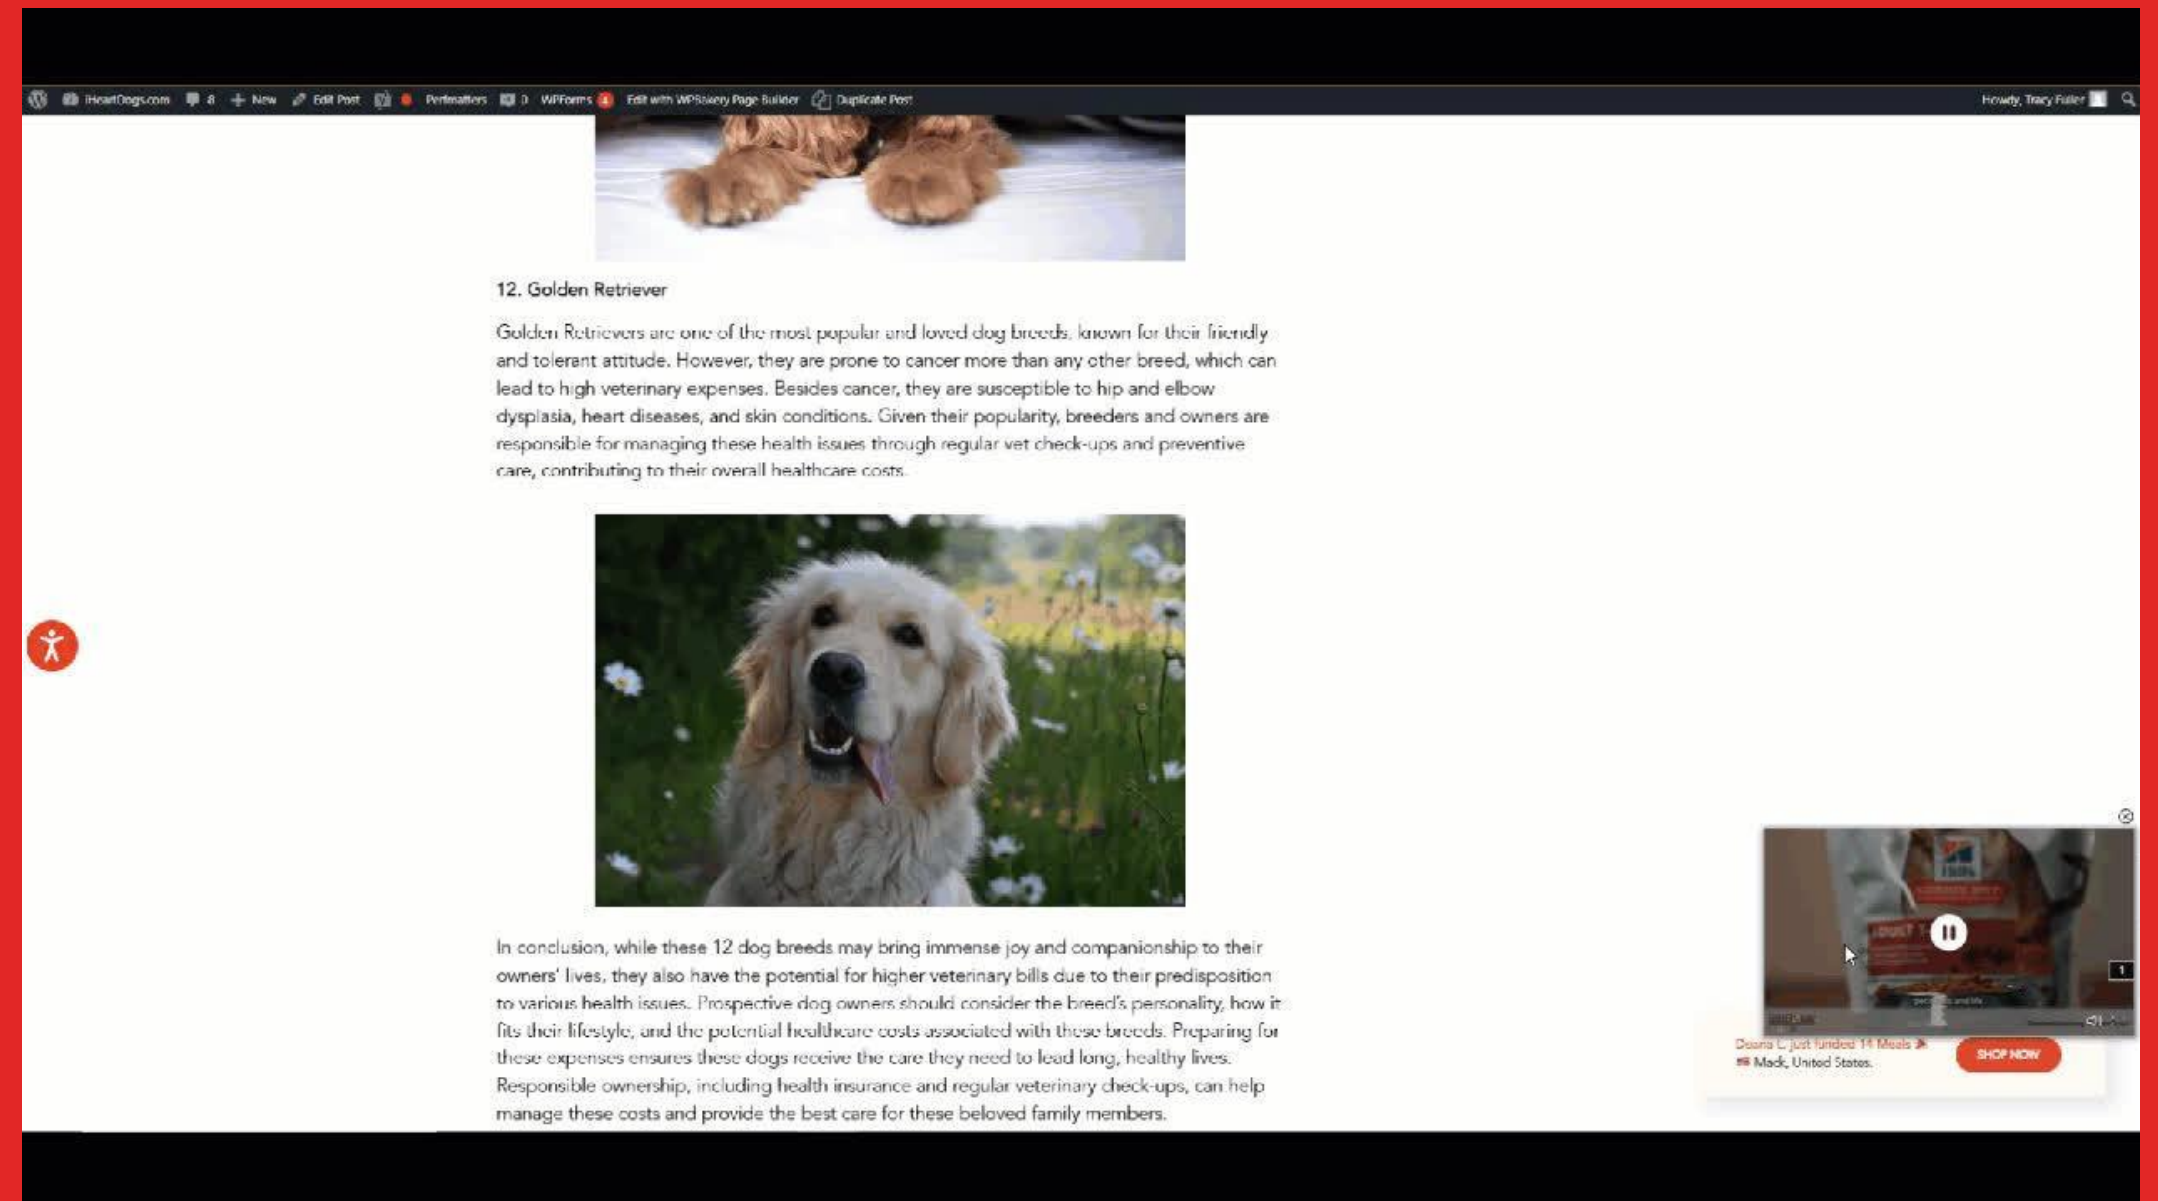 iHeartDogs.com 8 New Edit Post Perfmatters 0 WPForms 4 Edit with WPBakery Page Builder Duplicate Post Howdy, Tracy Fuller
12. Golden Retriever
Golden Retrievers are one of the most popular and loved dog breeds, known for their friendly
and tolerant attitude. However, they are prone to cancer more than any other breed, which can
lead to high veterinary expenses. Besides cancer, they are susceptible to hip and elbow
dysplasia, heart diseases, and skin conditions. Given their popularity, breeders and owners are
responsible for managing these health issues through regular vet check-ups and preventive
care, contributing to their overall healthcare costs.
In conclusion, while these 12 dog breeds may bring immense joy and companionship to their
owners' lives, they also have the potential for higher veterinary bills due to their predisposition
to various health issues. Prospective dog owners should consider the breed's personality, how it
fits their lifestyle, and the potential healthcare costs associated with these breeds. Preparing for
these expenses ensures these dogs receive the care they need to lead long, healthy lives.
Responsible ownership, including health insurance and regular veterinary check-ups, can help
manage these costs and provide the best care for these beloved family members.
Hill's
ADULT
1
Deana L. just funded 14 Meals
Mack, United States.
SHOP NOW